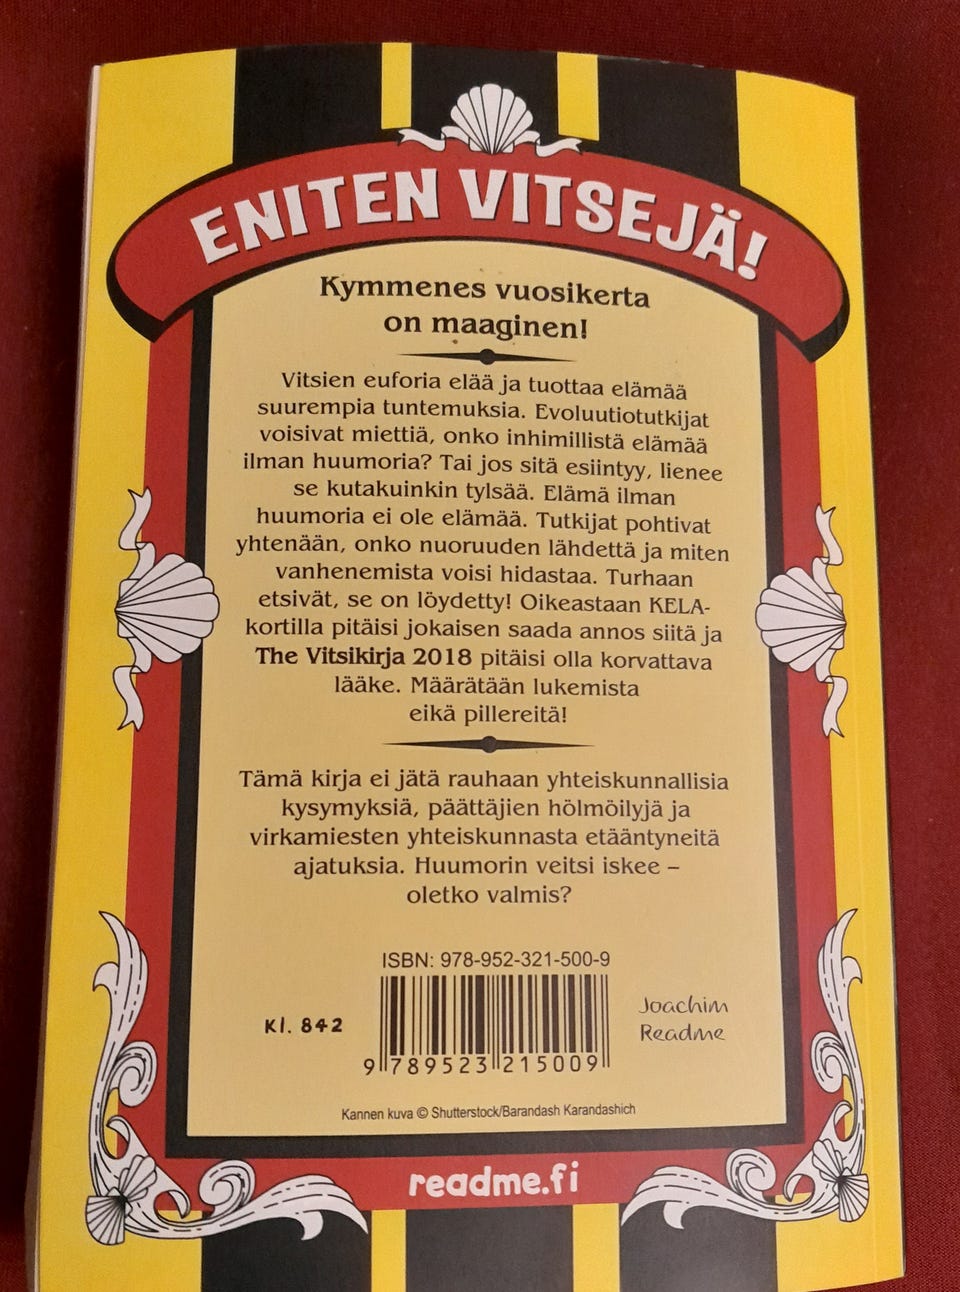 ENITEN VITSEJÄ!
Kymmenes vuosikerta
on maaginen!
Vitsien euforia elää ja tuottaa elämää
suurempia tuntemuksia. Evoluutiotutkijat
voisivat miettiä, onko inhimillistä elämää
ilman huumoria? Tai jos sitä esiintyy, lienee
se kutakuinkin tylsää. Elämä ilman
huumoria ei ole elämää. Tutkijat pohtivat
yhtenään, onko nuoruuden lähdettä ja miten
vanhenemista voisi hidastaa. Turhaan
etsivät, se on löydetty! Oikeastaan KELA-
kortilla pitäisi jokaisen saada annos siitä ja
The Vitsikirja 2018 pitäisi olla korvattava
lääke. Määrätään lukemista
eikä pillereitä!
Tämä kirja ei jätä rauhaan yhteiskunnallisia
kysymyksiä, päättäjien hölmöilyjä ja
virkamiesten yhteiskunnasta etääntyneitä
ajatuksia. Huumorin veitsi iskee –
oletko valmis?
ISBN: 978-952-321-500-9
Kl. 842
Joachim
Readme
9 789523 215009
Kannen kuva © Shutterstock/Barandash Karandashich
readme.fi